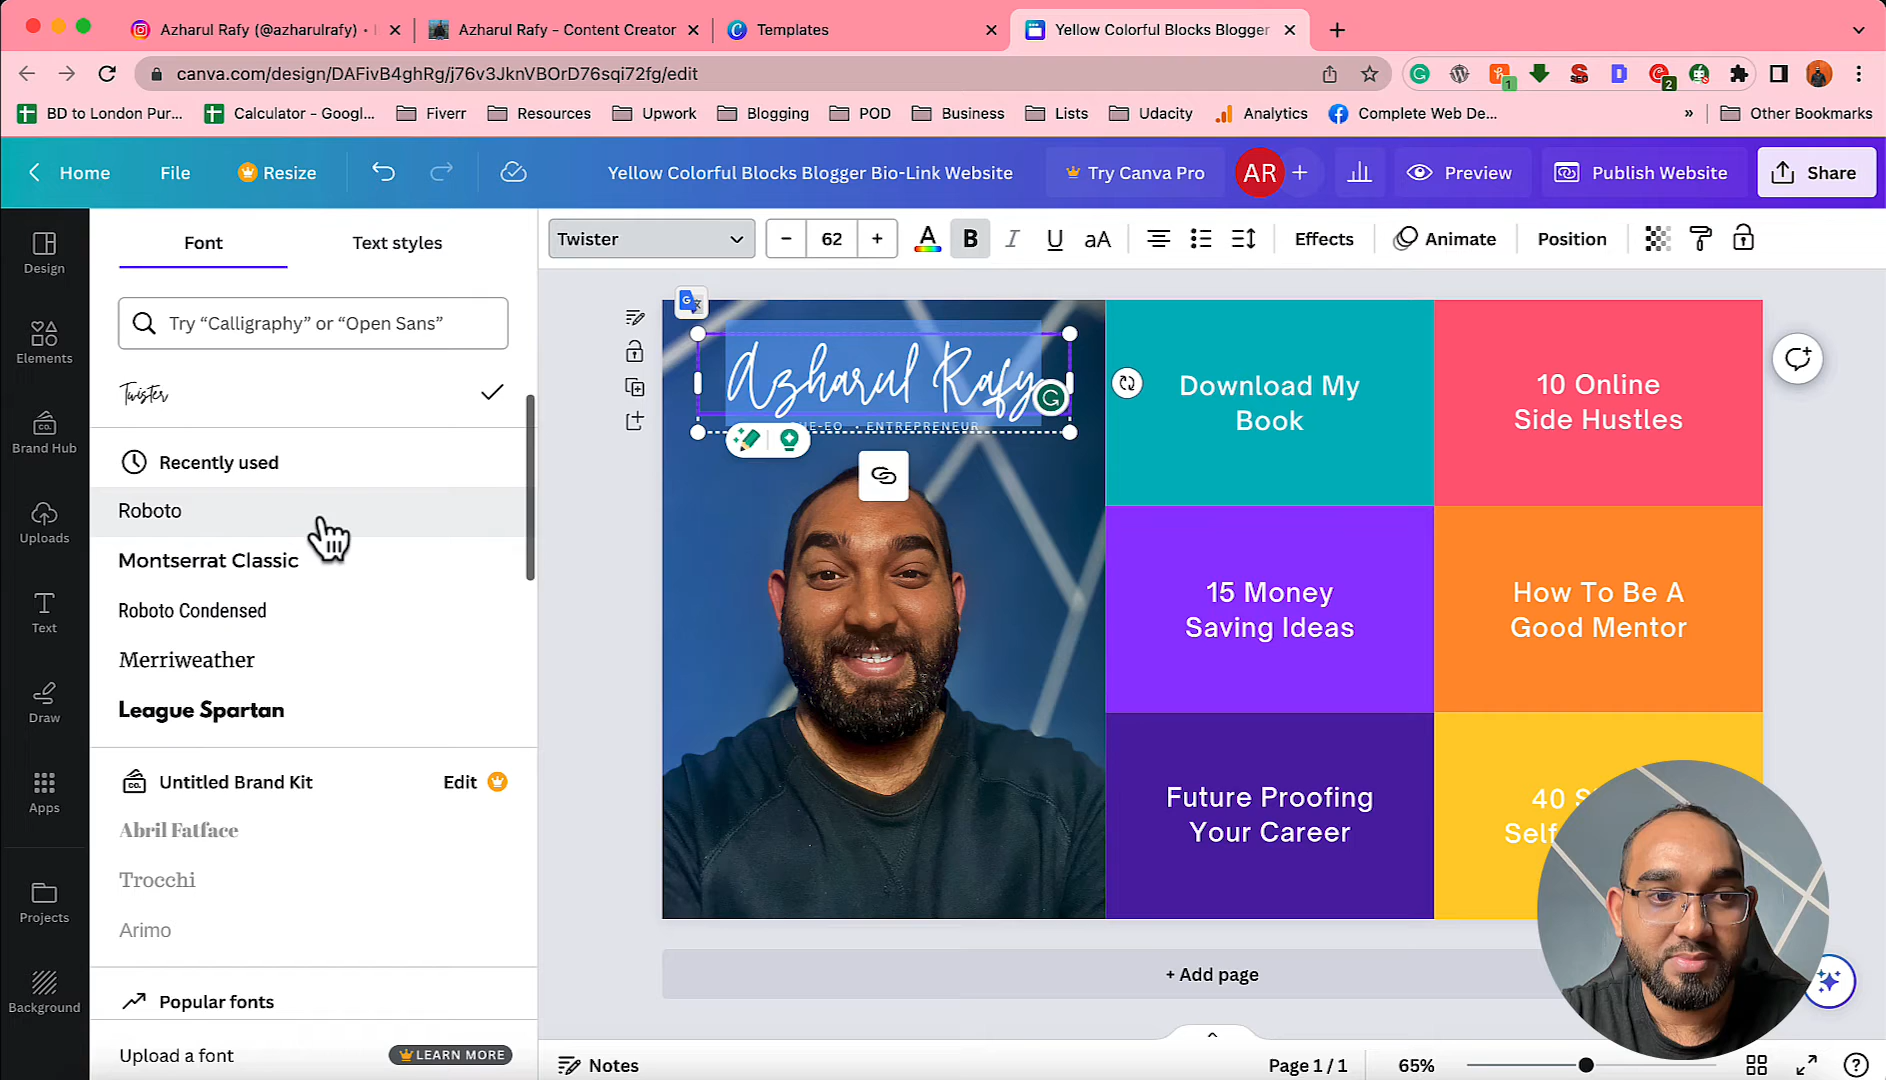 Azharul Rafy (@azharulrafy) •
Azharul Rafy - Content Creator
Templates
Yellow Colorful Blocks Blogger
canva.com/design/DAFivB4ghRg/j76v3JknVBOrD76sqi72fg/edit
BD to London Pur...
Calculator - Googl...
Fiverr
Resources
Upwork
Blogging
POD
Business
Lists
Udacity
Analytics
Complete Web De...
Other Bookmarks
Home
File
Resize
Yellow Colorful Blocks Blogger Bio-Link Website
Try Canva Pro
AR
Preview
Publish Website
Share
Design
Elements
Brand Hub
Uploads
Text
Draw
Apps
Projects
Background
Font
Text styles
Try “Calligraphy” or “Open Sans”
Twister
Recently used
Roboto
Montserrat Classic
Roboto Condensed
Merriweather
League Spartan
Untitled Brand Kit
Edit
Abril Fatface
Trocchi
Arimo
Popular fonts
Upload a font
LEARN MORE
Twister
62
B
I
U
aA
Effects
Animate
Position
Azharul Rafy
• ENTREPRENEUR
Download My
Book
10 Online
Side Hustles
15 Money
Saving Ideas
How To Be A
Good Mentor
Future Proofing
Your Career
40
+ Add page
Notes
Page 1 / 1
65%